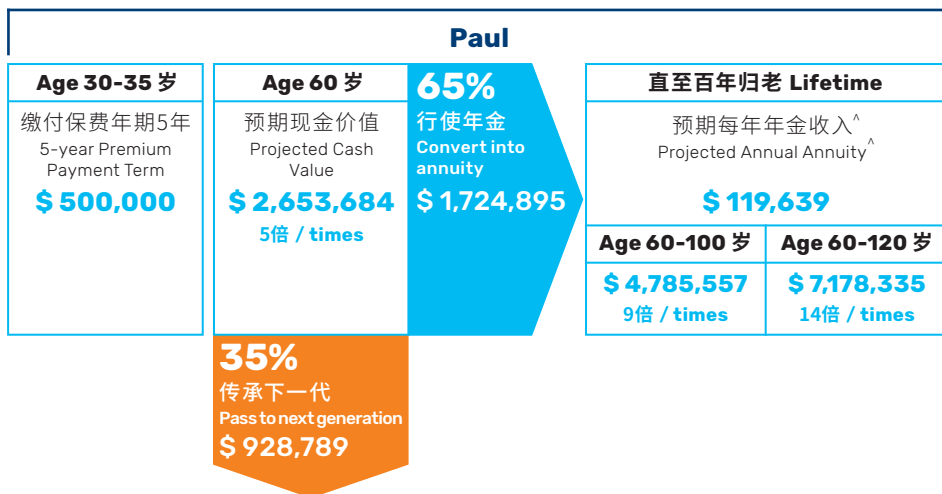 Paul
Age 30-35 岁
缴付保费年期5年
5-year Premium
Payment Term
$ 500,000
Age 60 岁
预期现金价值
Projected Cash
Value
$ 2,653,684
5倍 / times
65%
行使年金
Convert into
annuity
$ 1,724,895
直至百年归老 Lifetime
预期每年年金收入^
Projected Annual Annuity^
$ 119,639
Age 60-100 岁
$ 4,785,557
9倍 / times
Age 60-120 岁
$ 7,178,335
14倍 / times
35%
传承下一代
Pass to next generation
$ 928,789